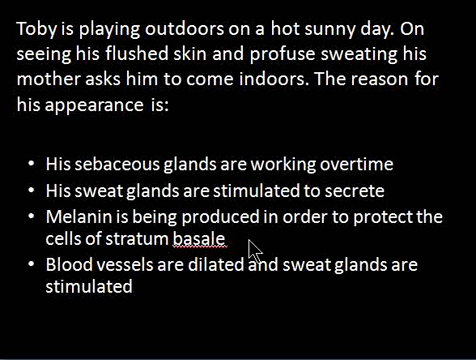 Toby is playing outdoors on a hot sunny day. On
seeing his flushed skin and profuse sweating his
mother asks him to come indoors. The reason for
his appearance is:
• His sebaceous glands are working overtime
• His sweat glands are stimulated to secrete
• Melanin is being produced in order to protect the
cells of stratum basale
• Blood vessels are dilated and sweat glands are
stimulated